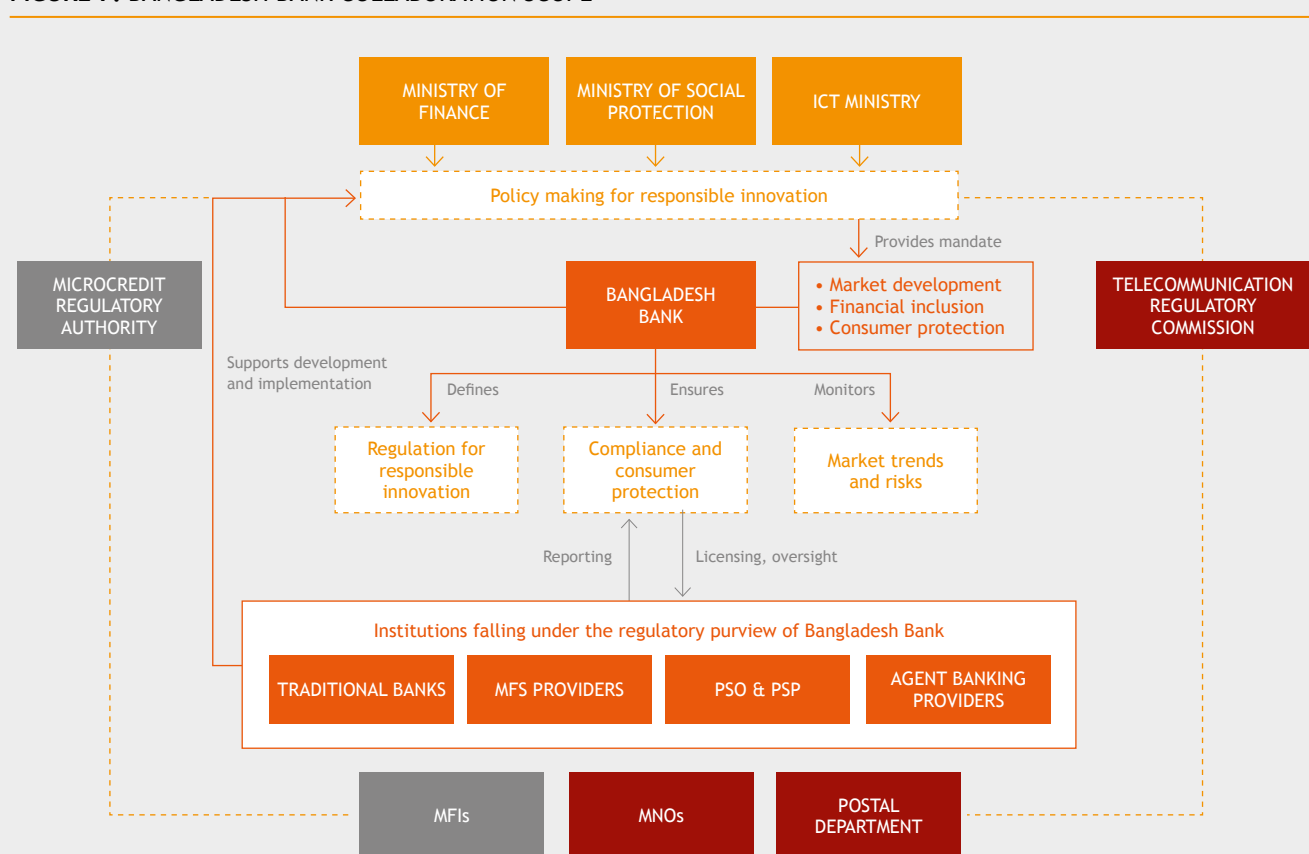 MINISTRY OF
FINANCE
MINISTRY OF SOCIAL
PROTECTION
ICT MINISTRY
Policy making for responsible innovation
Provides mandate
MICROCREDIT
REGULATORY
AUTHORITY
BANGLADESH
BANK
• Market development
• Financial inclusion
• Consumer protection
TELECOMMUNICATION
REGULATORY
COMMISSION
Supports development
and implementation
Defines
Ensures
Monitors
Regulation for
responsible
innovation
Compliance and
consumer
protection
Market trends
and risks
Reporting
Licensing, oversight
Institutions falling under the regulatory purview of Bangladesh Bank
TRADITIONAL BANKS
MFS PROVIDERS
PSO & PSP
AGENT BANKING
PROVIDERS
MFIs
MNOs
POSTAL
DEPARTMENT